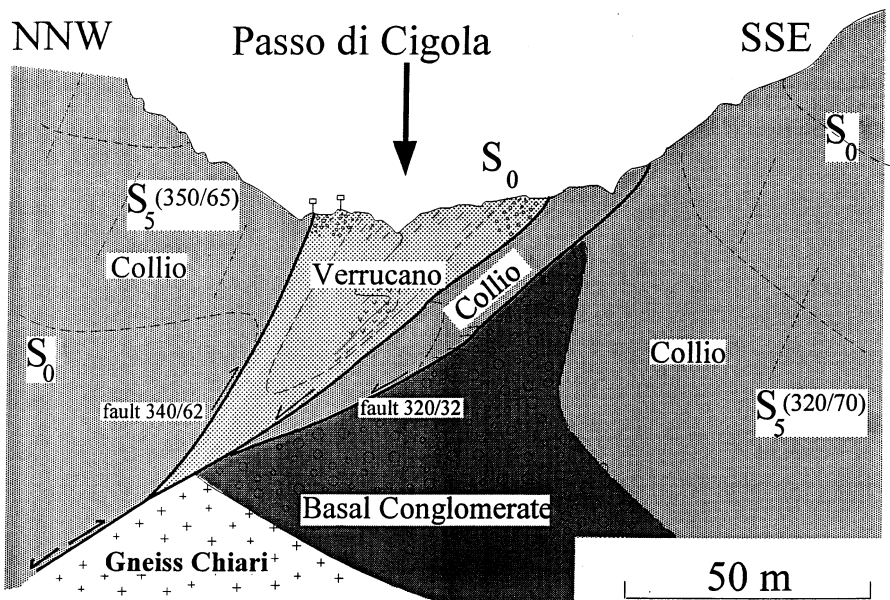 NNW
Passo di Cigola
SSE
S0
S0
S5(350/65)
Collio
Verrucano
Collio
Collio
S0
fault 340/62
fault 320/32
S5(320/70)
Basal Conglomerate
Gneiss Chiari
50 m